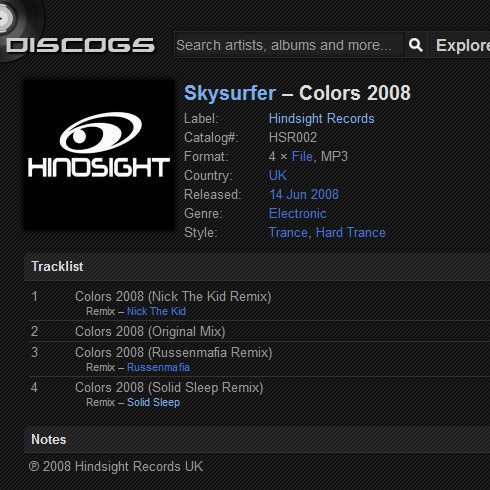 DISCOGS
Search artists, albums and more...
Explore
HINDSIGHT
Skysurfer – Colors 2008
Label: Hindsight Records
Catalog#: HSR002
Format: 4 × File, MP3
Country: UK
Released: 14 Jun 2008
Genre: Electronic
Style: Trance, Hard Trance
Tracklist
1 Colors 2008 (Nick The Kid Remix)
Remix – Nick The Kid
2 Colors 2008 (Original Mix)
3 Colors 2008 (Russenmafia Remix)
Remix – Russenmafia
4 Colors 2008 (Solid Sleep Remix)
Remix – Solid Sleep
Notes
℗ 2008 Hindsight Records UK